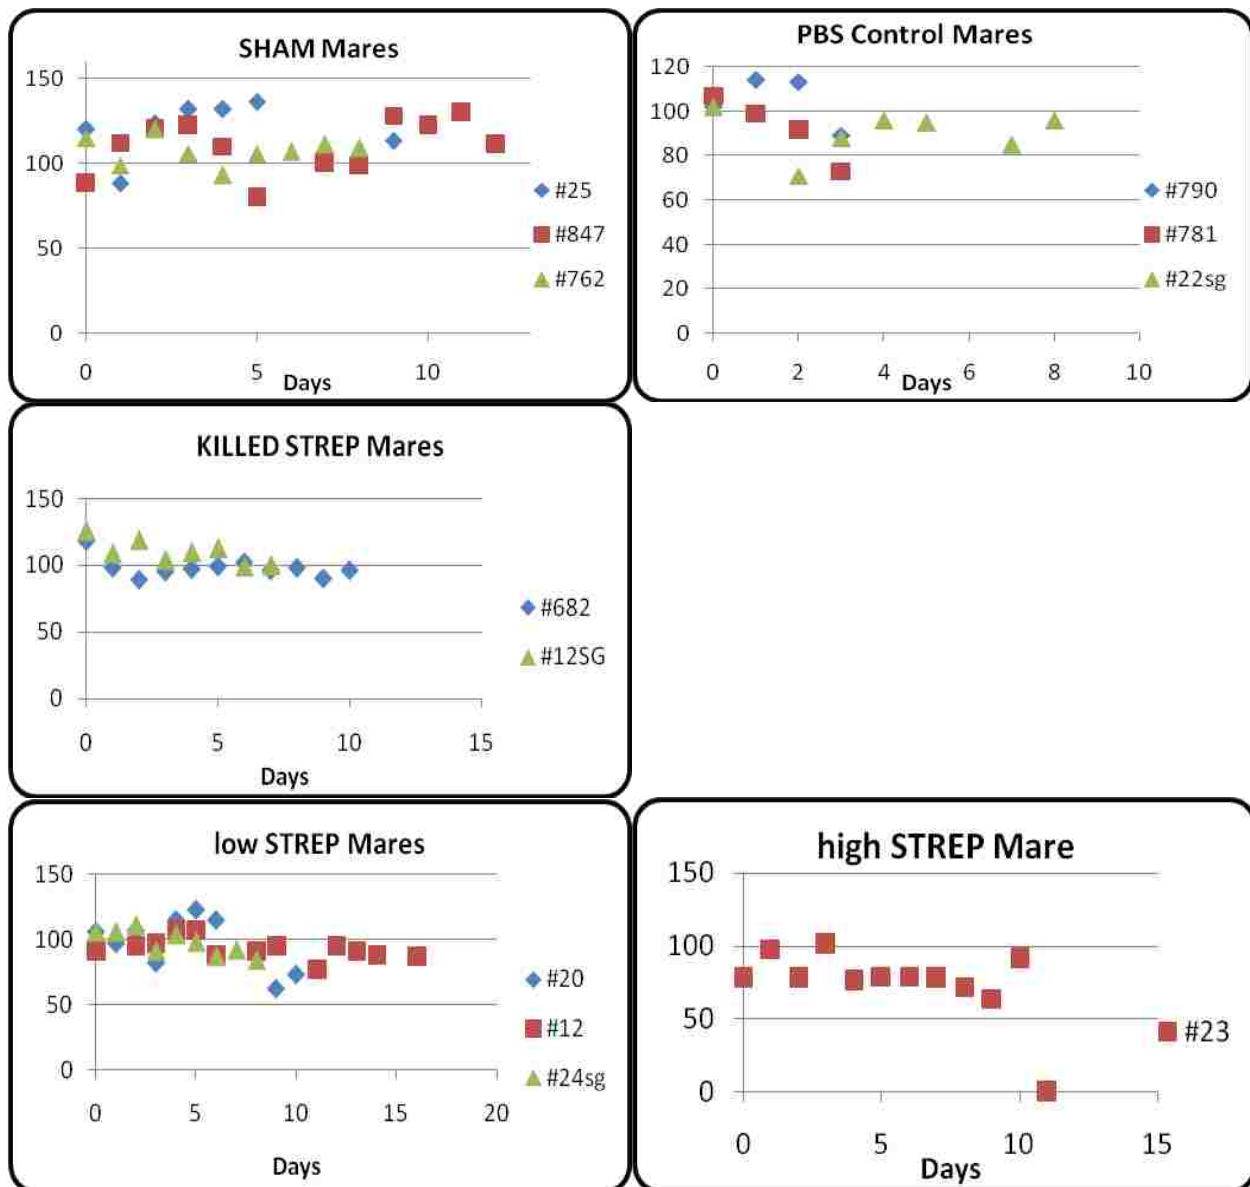 SHAM Mares
150
100
50
0
0 5 10
Days
#25
#847
#762
PBS Control Mares
120
100
80
60
40
20
0
0 2 4 6 8 10
Days
#790
#781
#22sg
KILLED STREP Mares
150
100
50
0
0 5 10 15
Days
#682
#12SG
low STREP Mares
150
100
50
0
0 5 10 15 20
Days
#20
#12
#24sg
high STREP Mare
150
100
50
0
0 5 10 15
Days
#23